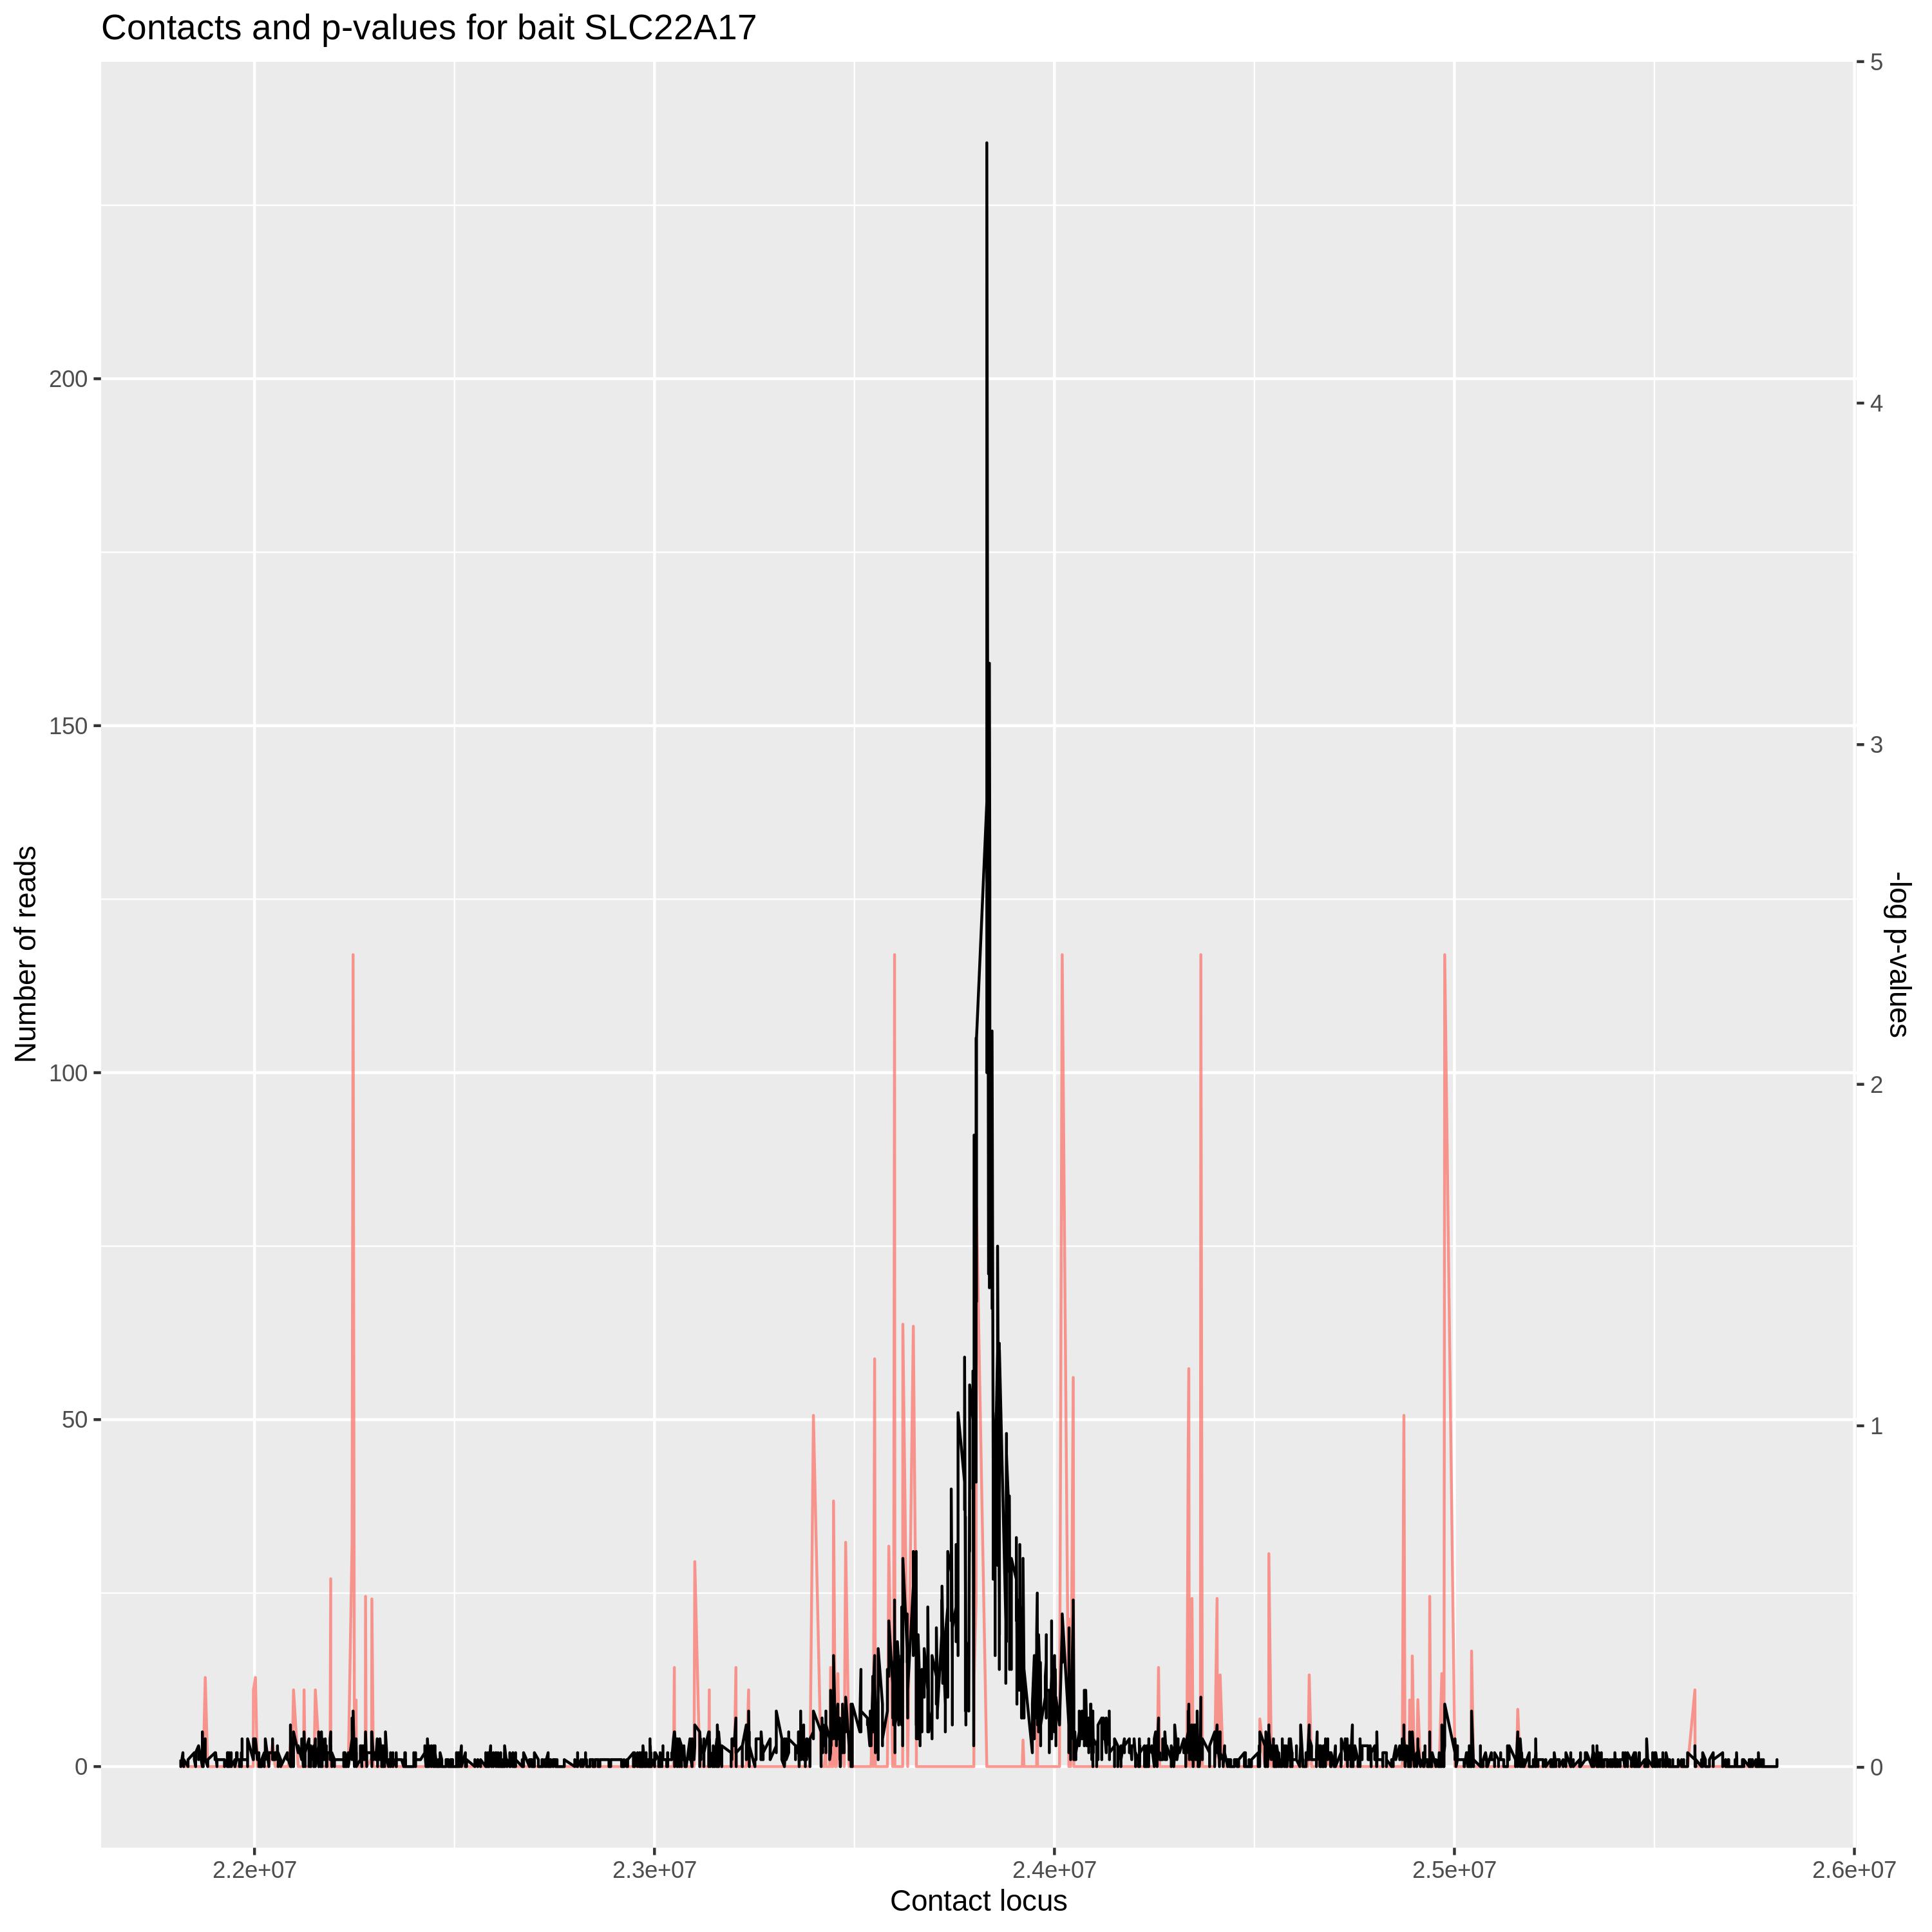 Contacts and p-values for bait SLC22A17
Number of reads
200
150
100
50
0
5
4
3
2
1
0
-log p-values
2.2e+07
2.3e+07
2.4e+07
2.5e+07
2.6e+07
Contact locus